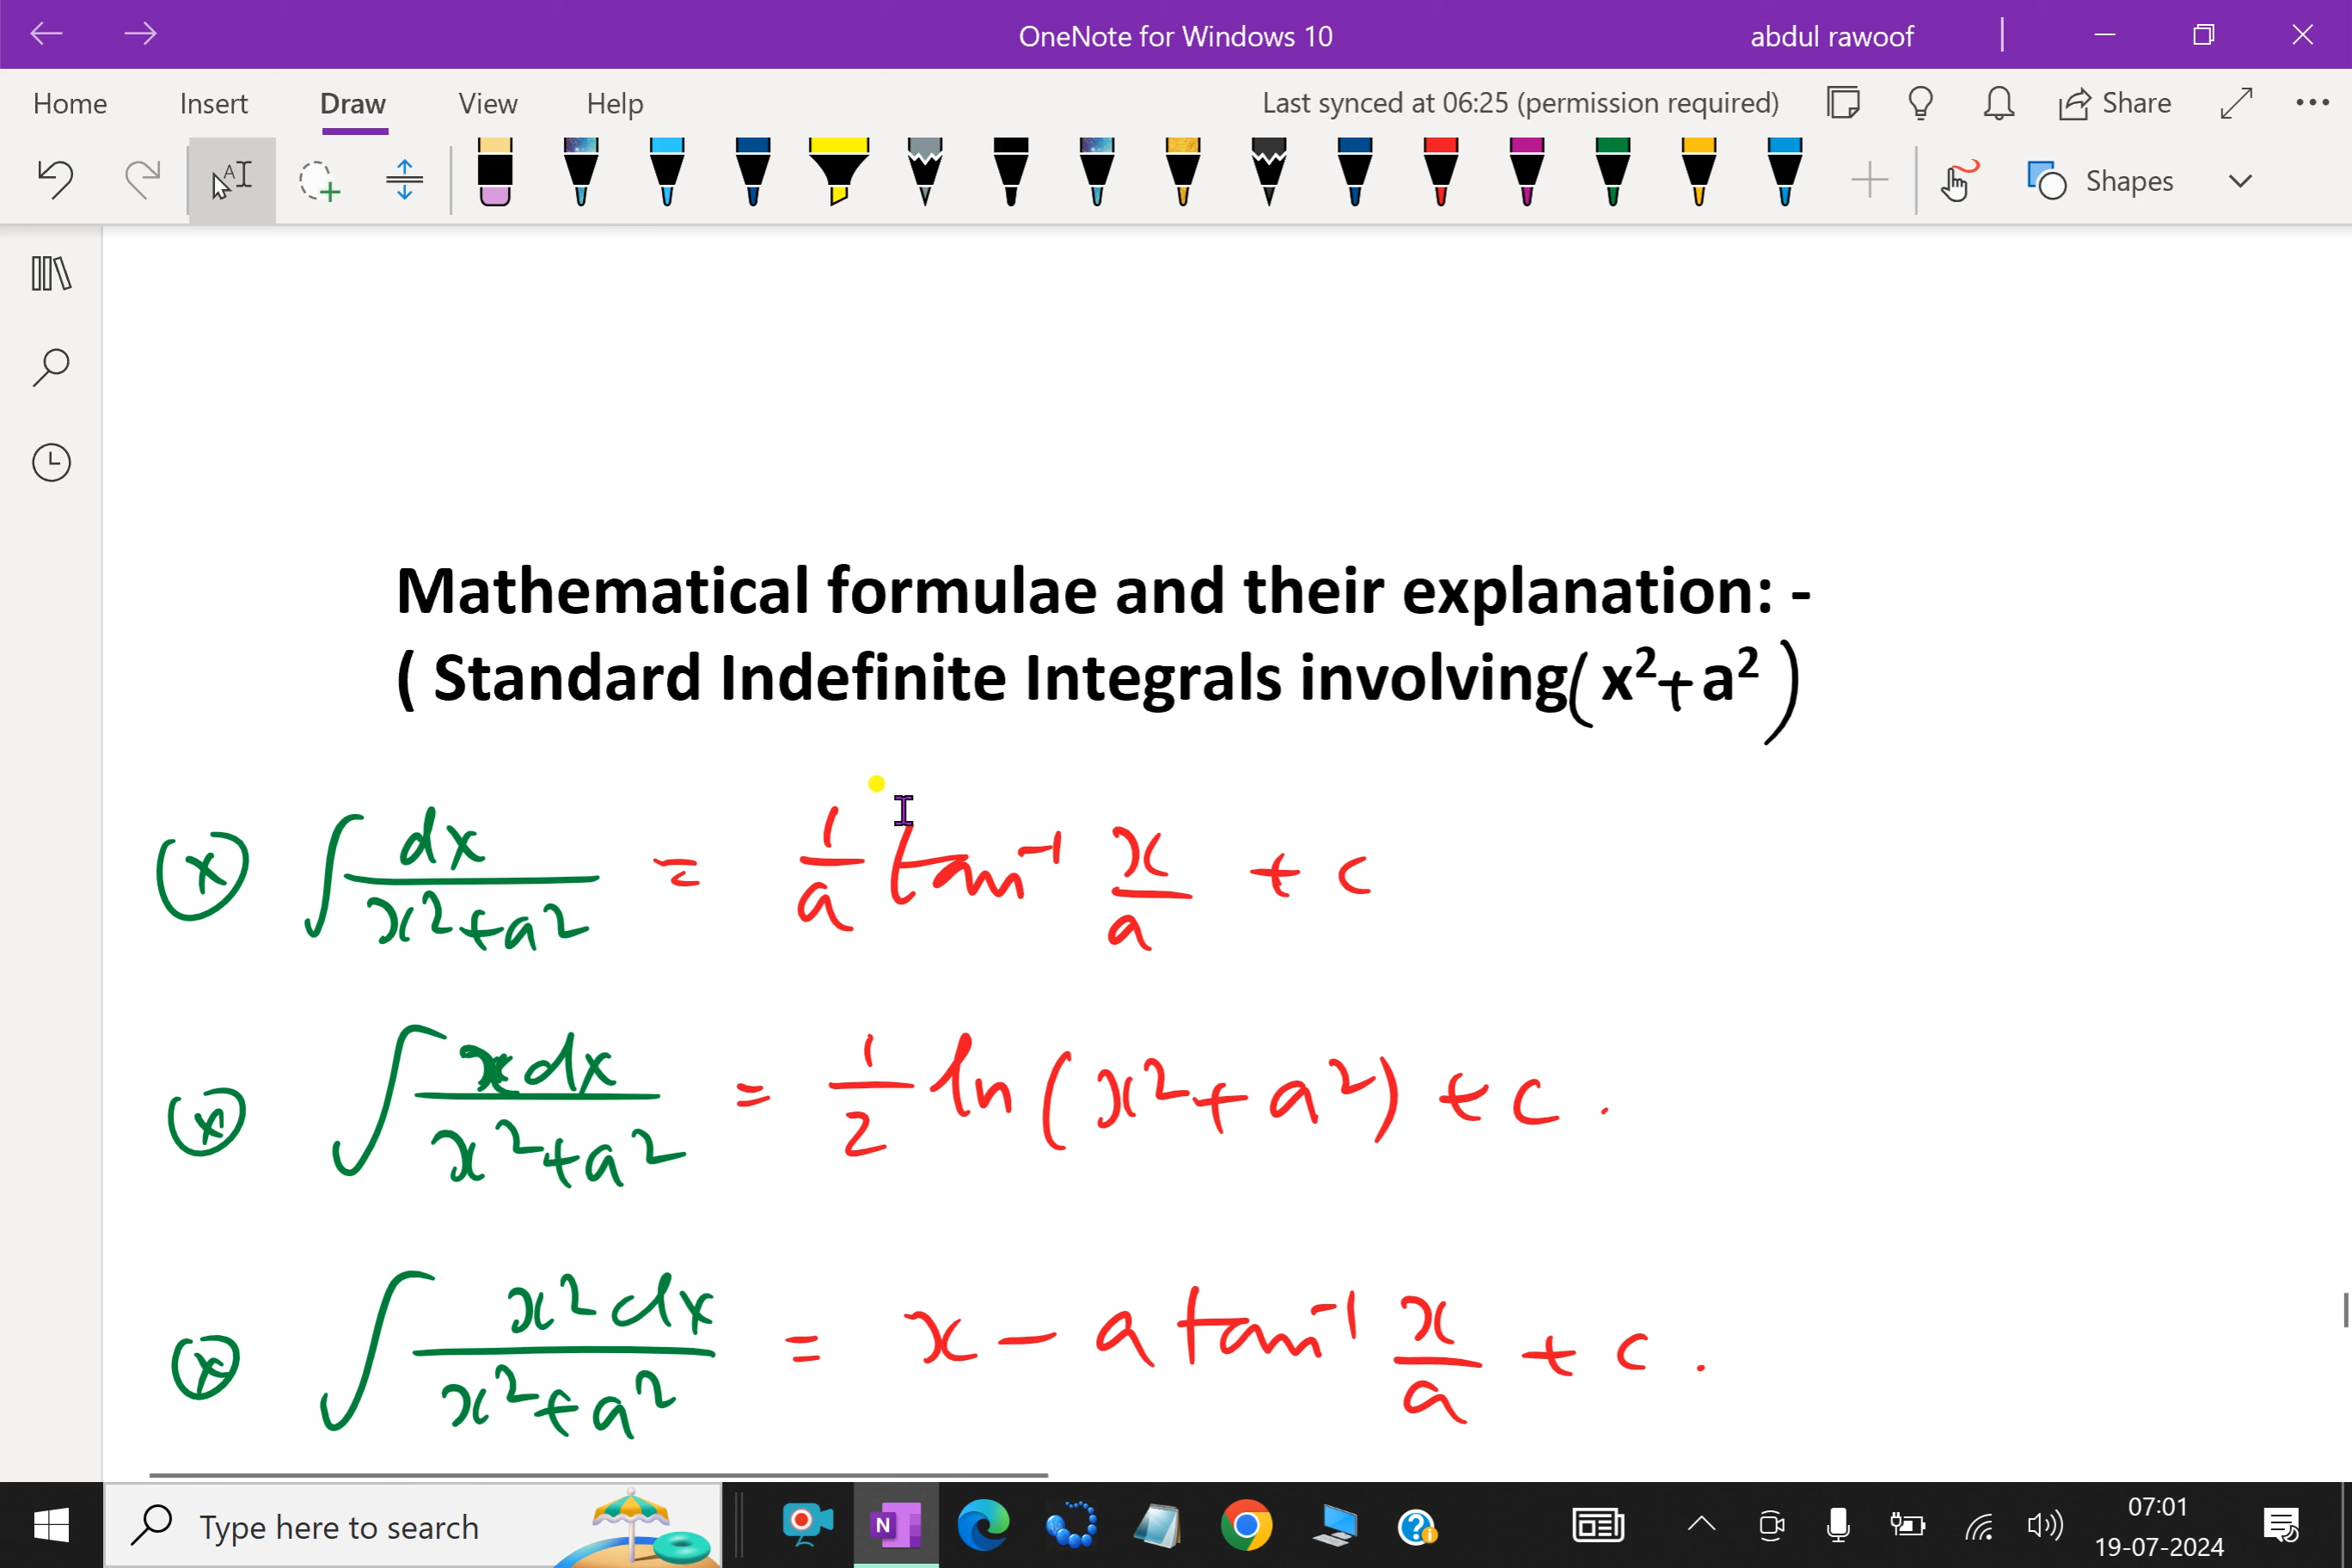 OneNote for Windows 10 abdul rawoof
Home Insert Draw View Help Last synced at 06:25 (permission required) Share
Shapes
Mathematical formulae and their explanation: -
( Standard Indefinite Integrals involving( x²+a² )
(x) ∫ dx/(x²+a²) = 1/a tan⁻¹ x/a + c
(x) ∫ x dx/(x²+a²) = 1/2 ln(x²+a²) + c .
(x) ∫ x² dx/(x²+a²) = x - a tan⁻¹ x/a + c .
Type here to search
07:01
19-07-2024